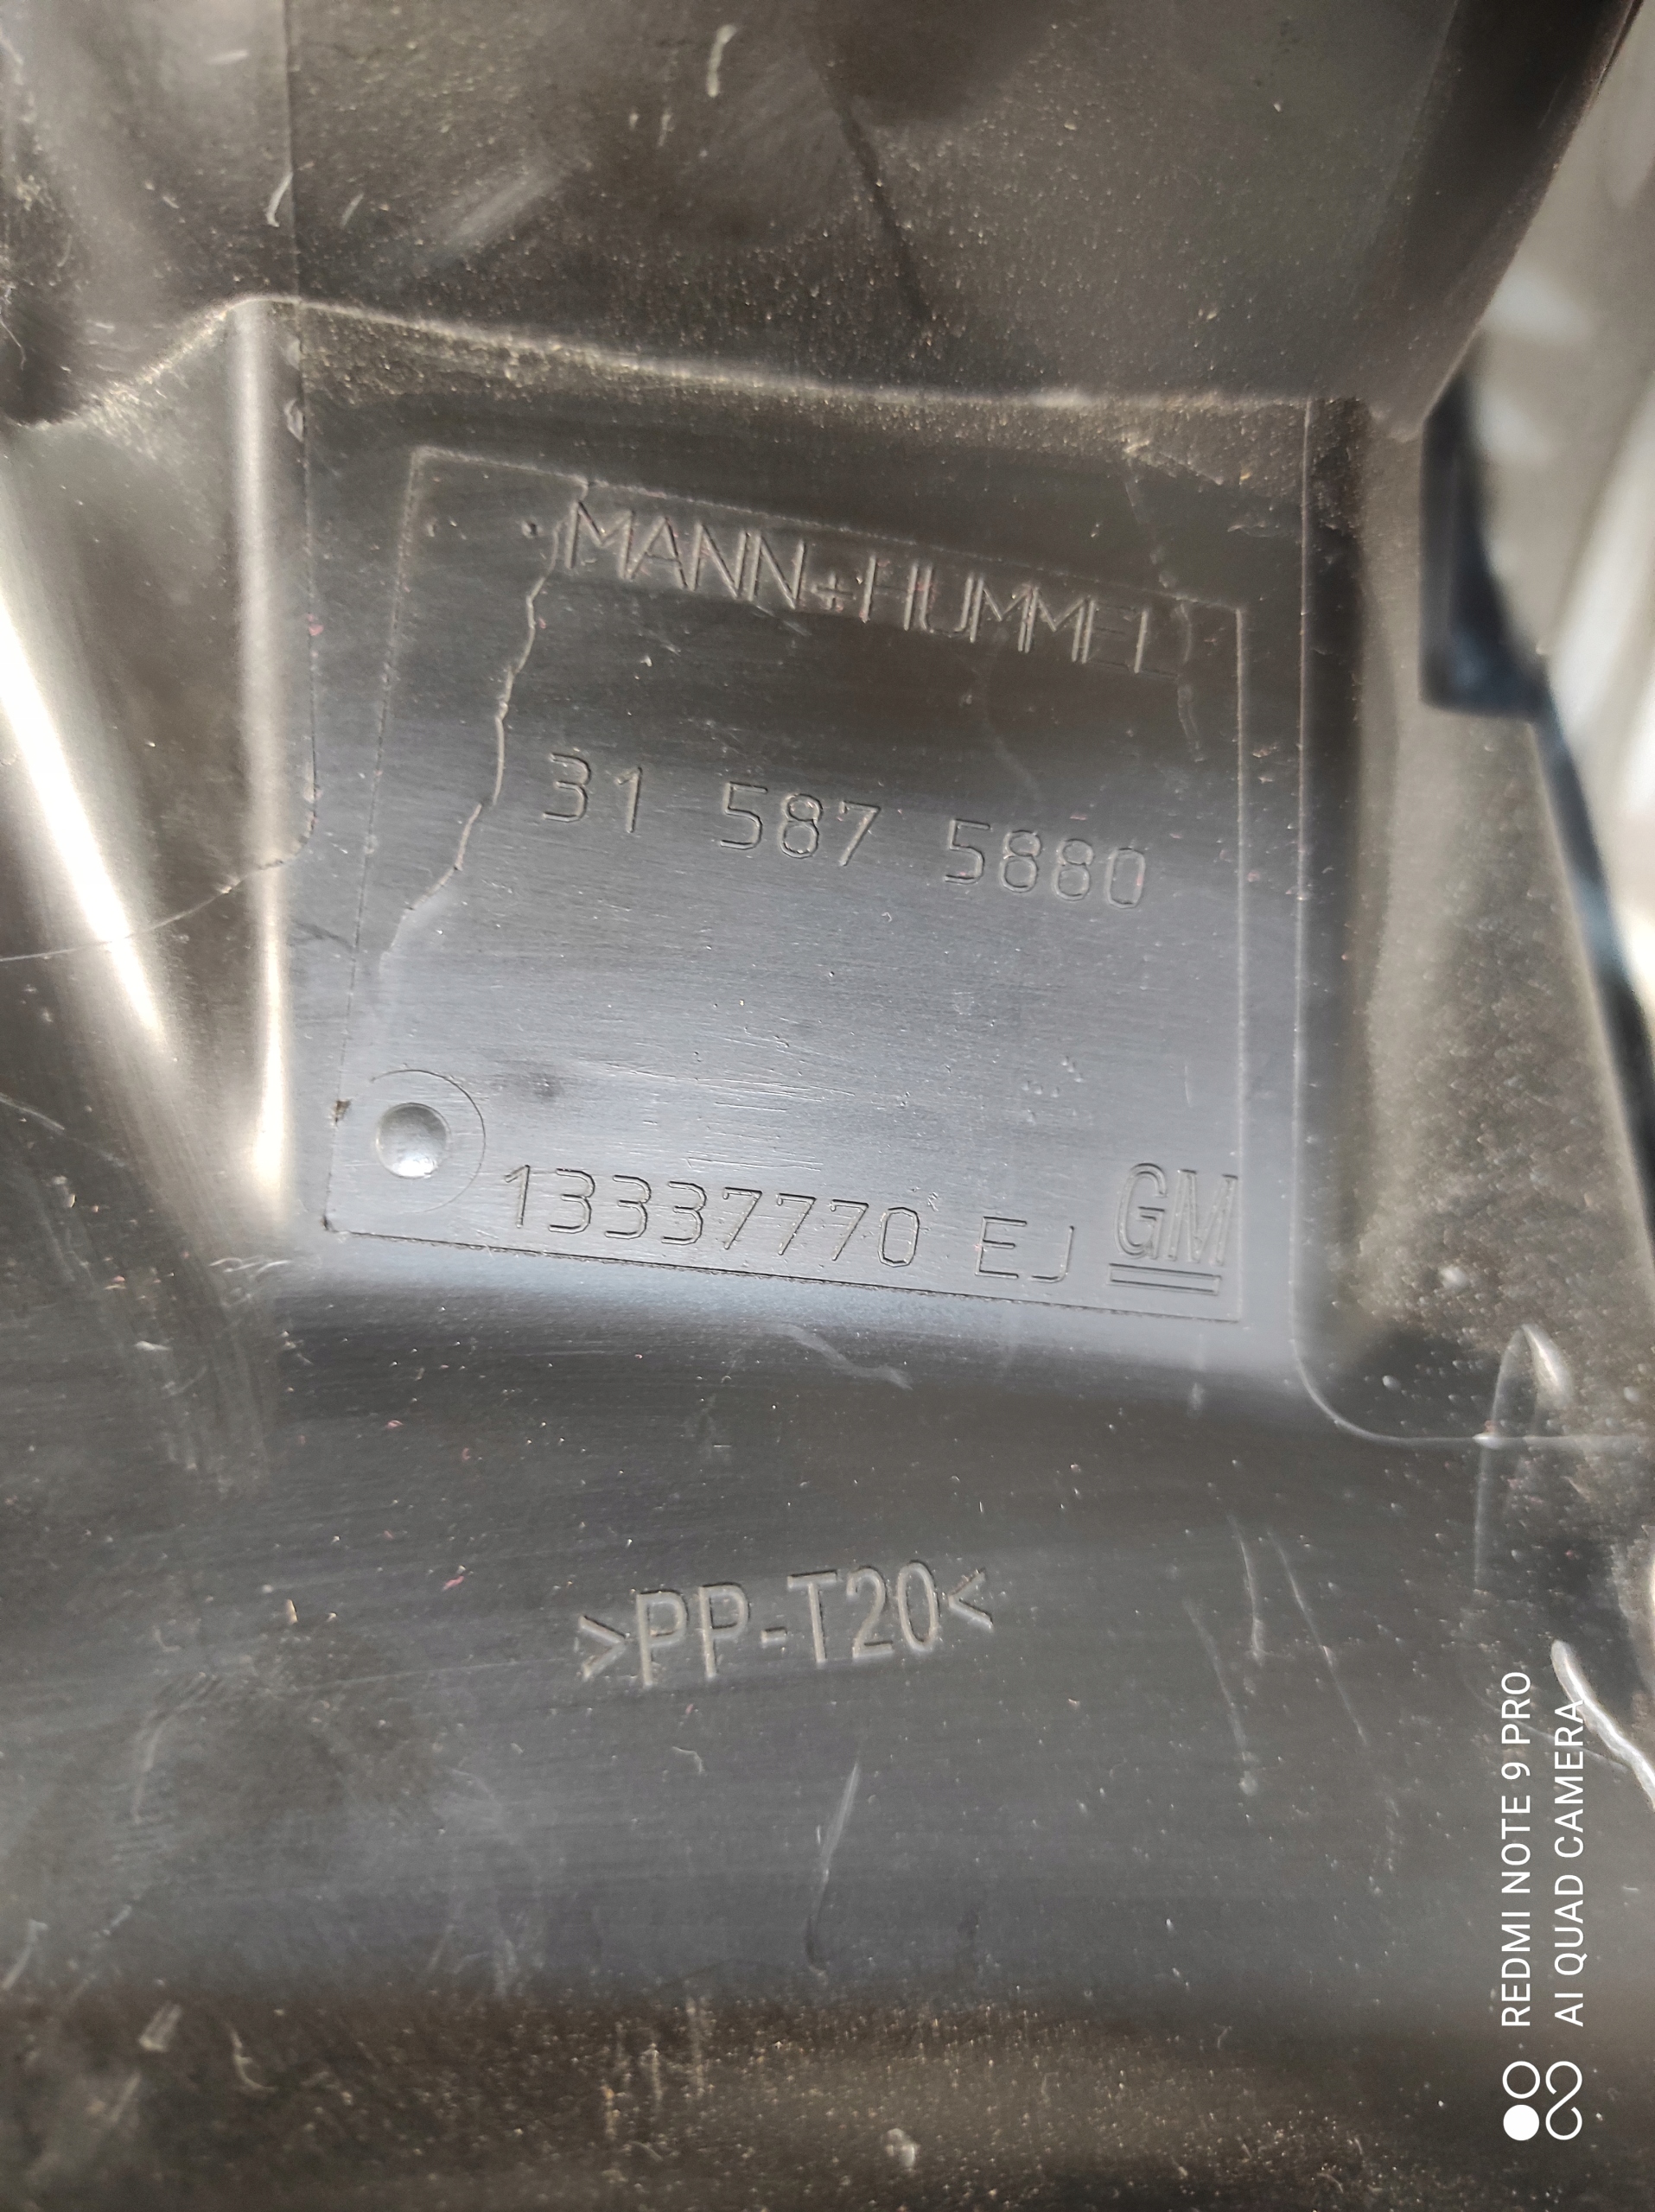 MANN+HUMMEL
31 587 5880
13337770 EJ GM
>PP-T20<
REDMI NOTE 9 PRO
AI QUAD CAMERA